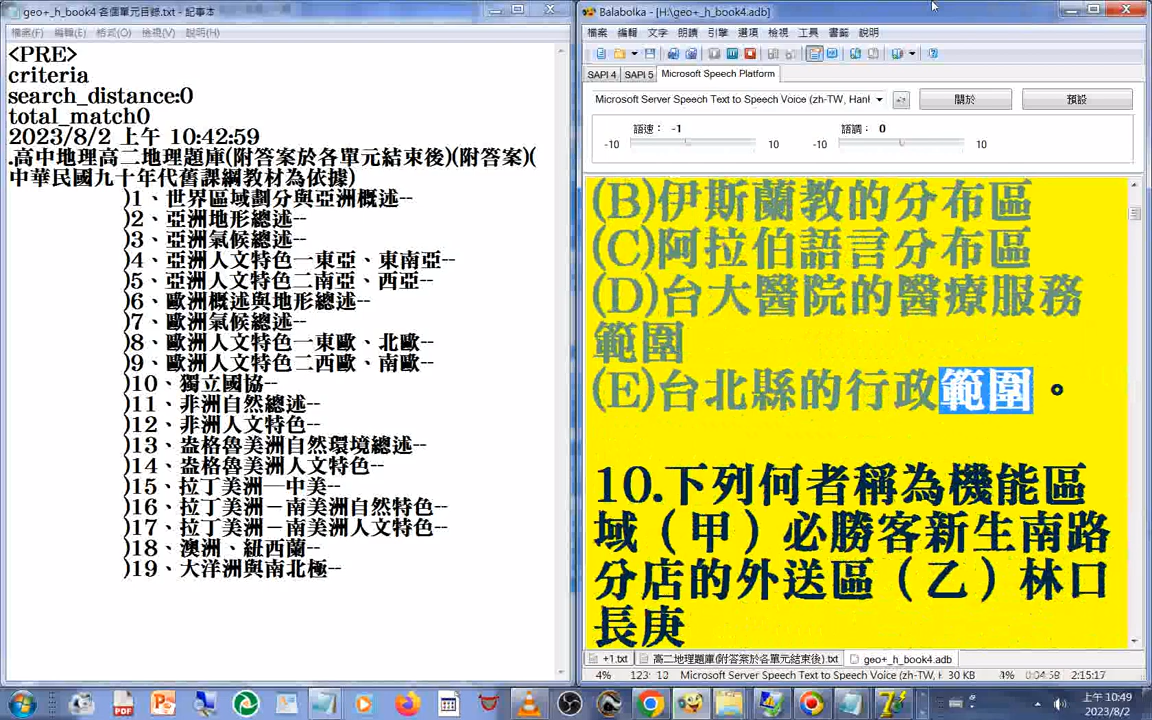 geo+_h_book4 各個單元目錄.txt - 記事本
檔案(F) 編輯(E) 格式(O) 檢視(V) 說明(H)
<PRE>
criteria
search_distance:0
total_match0
2023/8/2 上午 10:42:59
.高中地理高二地理題庫(附答案於各單元結束後)(附答案)(
中華民國九十年代舊課綱教材為依據)
)1、世界區域劃分與亞洲概述--
)2、亞洲地形總述--
)3、亞洲氣候總述--
)4、亞洲人文特色一東亞、東南亞--
)5、亞洲人文特色二南亞、西亞--
)6、歐洲概述與地形總述--
)7、歐洲氣候總述--
)8、歐洲人文特色一東歐、北歐--
)9、歐洲人文特色二西歐、南歐--
)10、獨立國協--
)11、非洲自然總述--
)12、非洲人文特色--
)13、盎格魯美洲自然環境總述--
)14、盎格魯美洲人文特色--
)15、拉丁美洲─中美--
)16、拉丁美洲－南美洲自然特色--
)17、拉丁美洲－南美洲人文特色--
)18、澳洲、紐西蘭--
)19、大洋洲與南北極--
Balabolka - [H:\geo+_h_book4.adb]
檔案 編輯 文字 朗讀 引擎 選項 檢視 工具 書籤 說明
SAPI 4 SAPI 5 Microsoft Speech Platform
Microsoft Server Speech Text to Speech Voice (zh-TW, Hanl
關於 預設
語速： -1 語調： 0
-10 10 -10 10
(B)伊斯蘭教的分布區
(C)阿拉伯語言分布區
(D)台大醫院的醫療服務
範圍
(E)台北縣的行政範圍。
10.下列何者稱為機能區
域（甲）必勝客新生南路
分店的外送區（乙）林口
長庚
+1.txt 高二地理題庫(附答案於各單元結束後).txt geo+_h_book4.adb
4% 123: 10 Microsoft Server Speech Text to Speech Voice (zh-TW, Ha 30 KB 4% 0:04:59 2:15:17
上午 10:49
2023/8/2